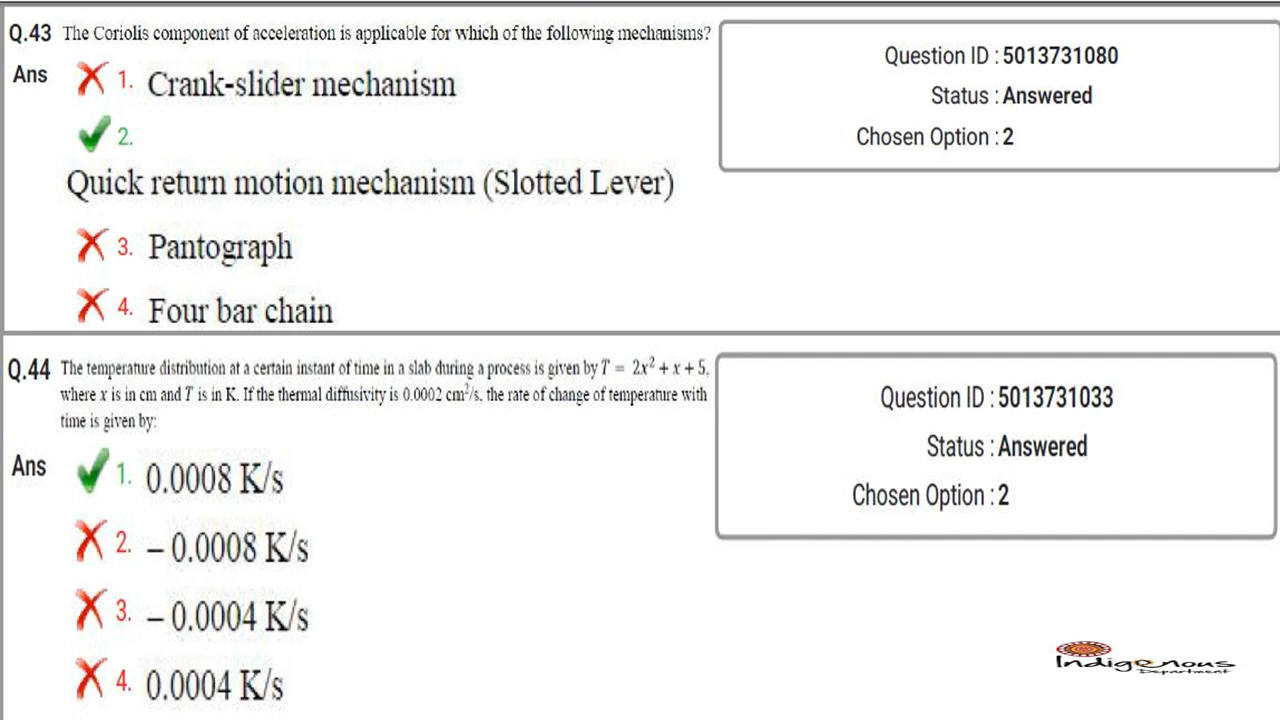 Q.43 The Coriolis component of acceleration is applicable for which of the following mechanisms?
Ans 1. Crank-slider mechanism
2.
Quick return motion mechanism (Slotted Lever)
3. Pantograph
4. Four bar chain
Question ID : 5013731080
Status : Answered
Chosen Option : 2
Q.44 The temperature distribution at a certain instant of time in a slab during a process is given by T = 2x² + x + 5,
where x is in cm and T is in K. If the thermal diffusivity is 0.0002 cm²/s, the rate of change of temperature with
time is given by:
Ans 1. 0.0008 K/s
2. – 0.0008 K/s
3. – 0.0004 K/s
4. 0.0004 K/s
Question ID : 5013731033
Status : Answered
Chosen Option : 2
Indigenous
Department